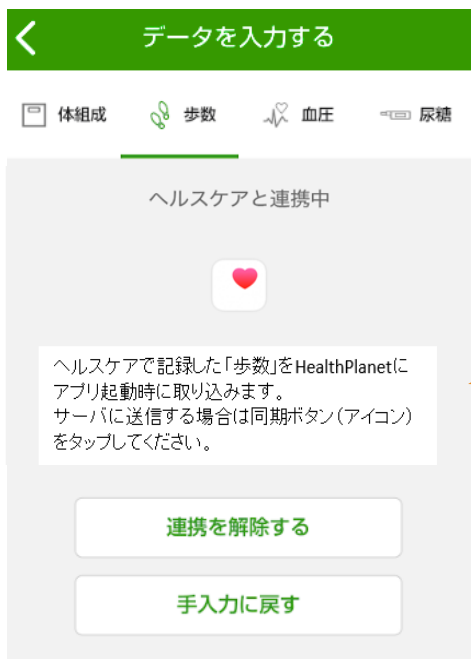 データを入力する
体組成 歩数 血圧 尿糖
ヘルスケアと連携中
ヘルスケアで記録した「歩数」をHealthPlanetに
アプリ起動時に取り込みます。
サーバに送信する場合は同期ボタン(アイコン)
をタップしてください。
連携を解除する
手入力に戻す